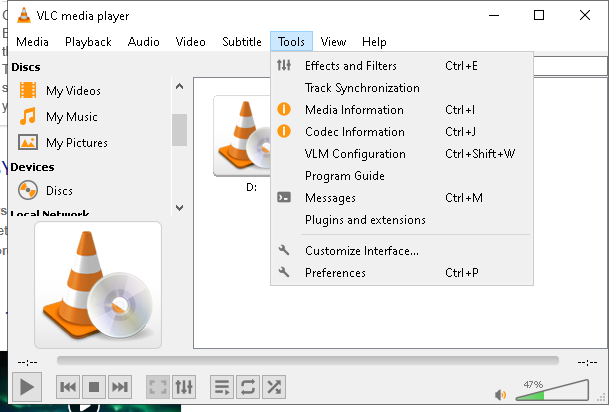 VLC media player
Media Playback Audio Video Subtitle Tools View Help
Discs
My Videos
My Music
My Pictures
Devices
Discs
Local Network
D:
Effects and Filters Ctrl+E
Track Synchronization
Media Information Ctrl+I
Codec Information Ctrl+J
VLM Configuration Ctrl+Shift+W
Program Guide
Messages Ctrl+M
Plugins and extensions
Customize Interface...
Preferences Ctrl+P
--:-- --:--
47%